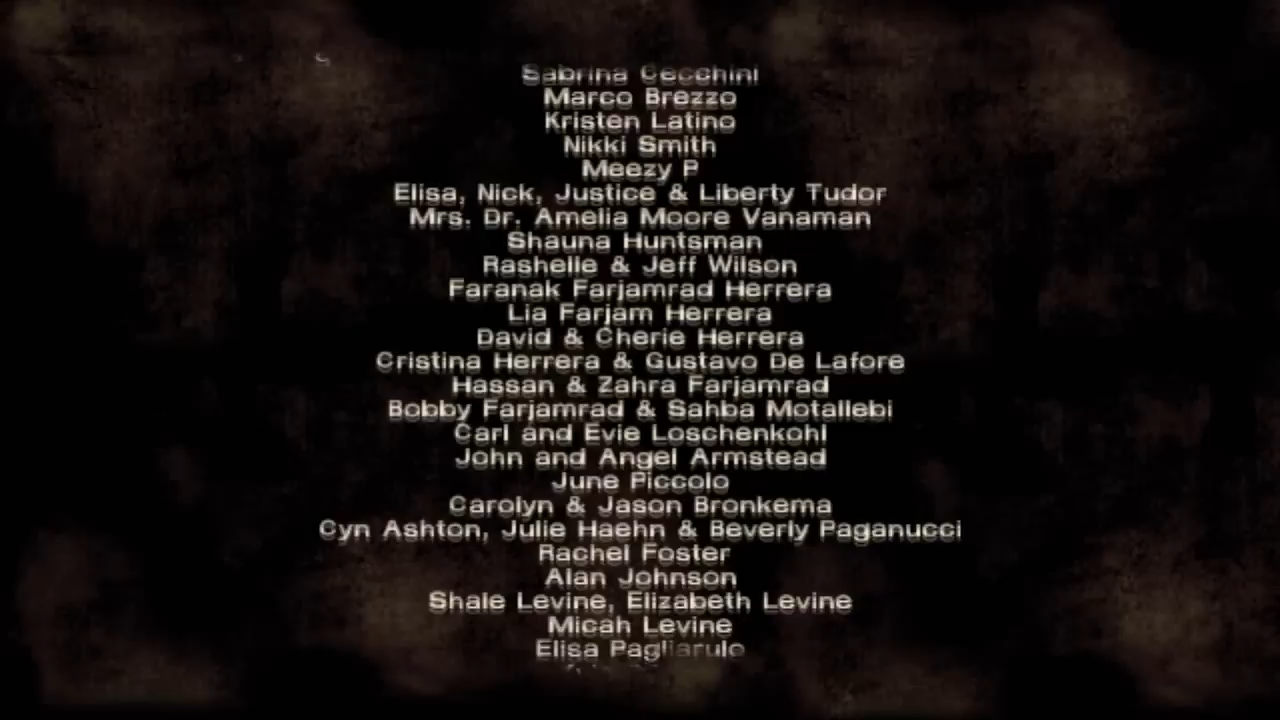 Sabrina Cecchini
Marco Brezzo
Kristen Latino
Nikki Smith
Meezy P
Elisa, Nick, Justice & Liberty Tudor
Mrs. Dr. Amelia Moore Vanaman
Shauna Huntsman
Rashelle & Jeff Wilson
Faranak Farjamrad Herrera
Lia Farjam Herrera
David & Cherie Herrera
Cristina Herrera & Gustavo De Lafore
Hassan & Zahra Farjamrad
Bobby Farjamrad & Sahba Motallebi
Carl and Evie Loschenkohl
John and Angel Armstead
June Piccolo
Carolyn & Jason Bronkema
Cyn Ashton, Julie Haehn & Beverly Paganucci
Rachel Foster
Alan Johnson
Shale Levine, Elizabeth Levine
Micah Levine
Elisa Pagliarulo